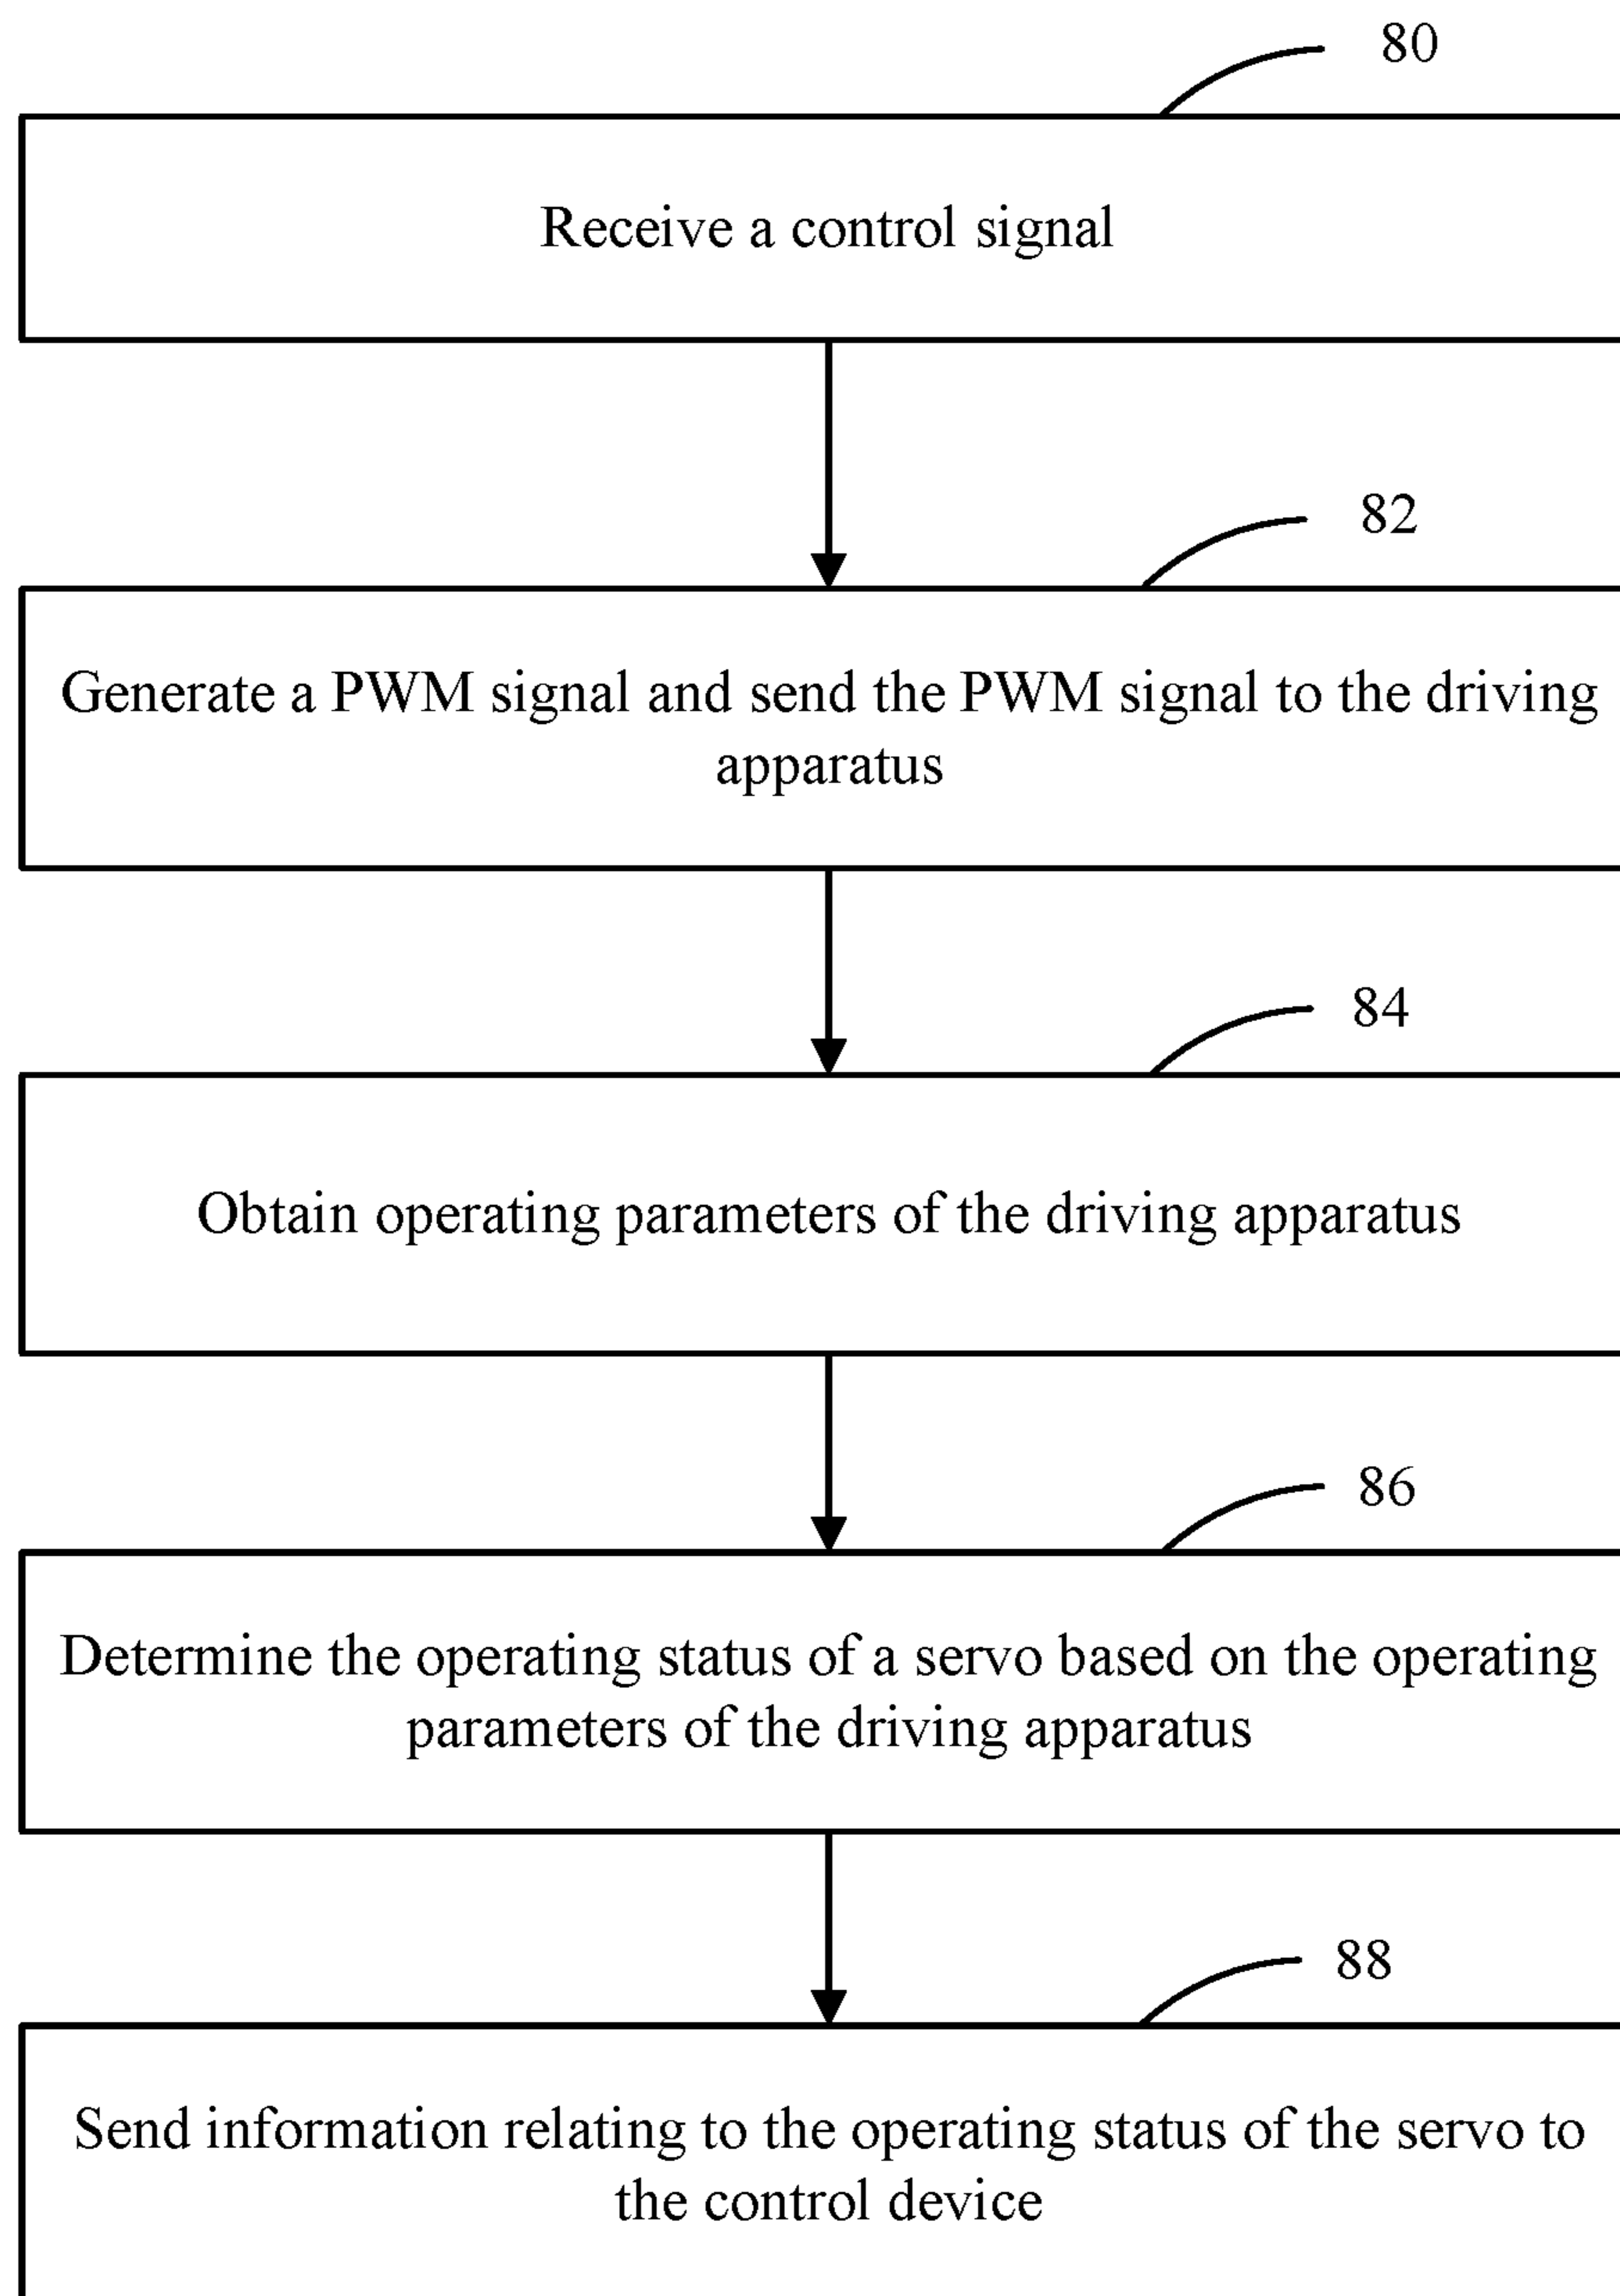 80
Receive a control signal
82
Generate a PWM signal and send the PWM signal to the driving
apparatus
84
Obtain operating parameters of the driving apparatus
86
Determine the operating status of a servo based on the operating
parameters of the driving apparatus
88
Send information relating to the operating status of the servo to
the control device